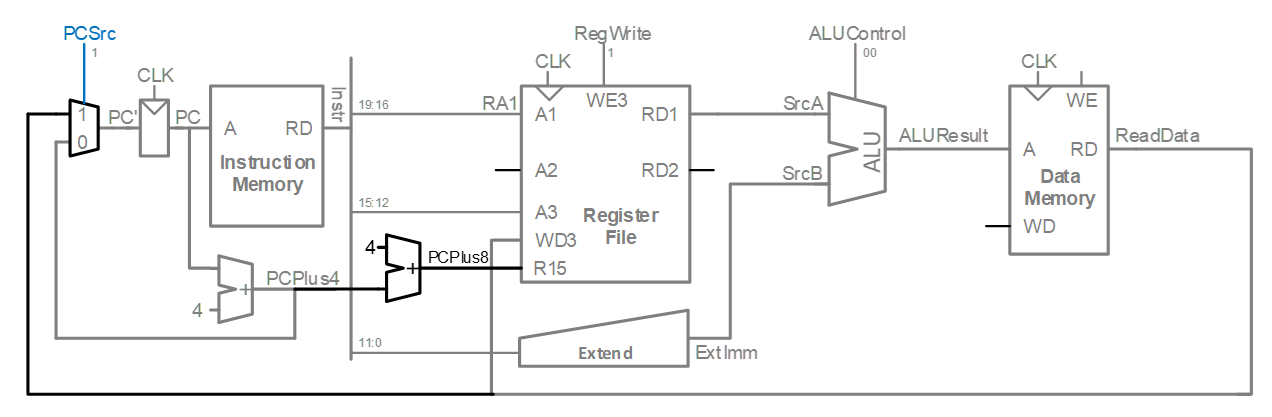 PCSrc
1
RegWrite
1
ALUControl
00
CLK
CLK
CLK
1
0
PC'
PC
A
RD
Instruction
Memory
Instr
19:16
RA1
A1
WE3
RD1
SrcA
A2
RD2
SrcB
ALU
ALUResult
WE
A
RD
ReadData
Data
Memory
WD
15:12
A3
Register
File
WD3
4
+
PCPlus8
R15
PCPlus4
+
4
11:0
Extend
ExtImm